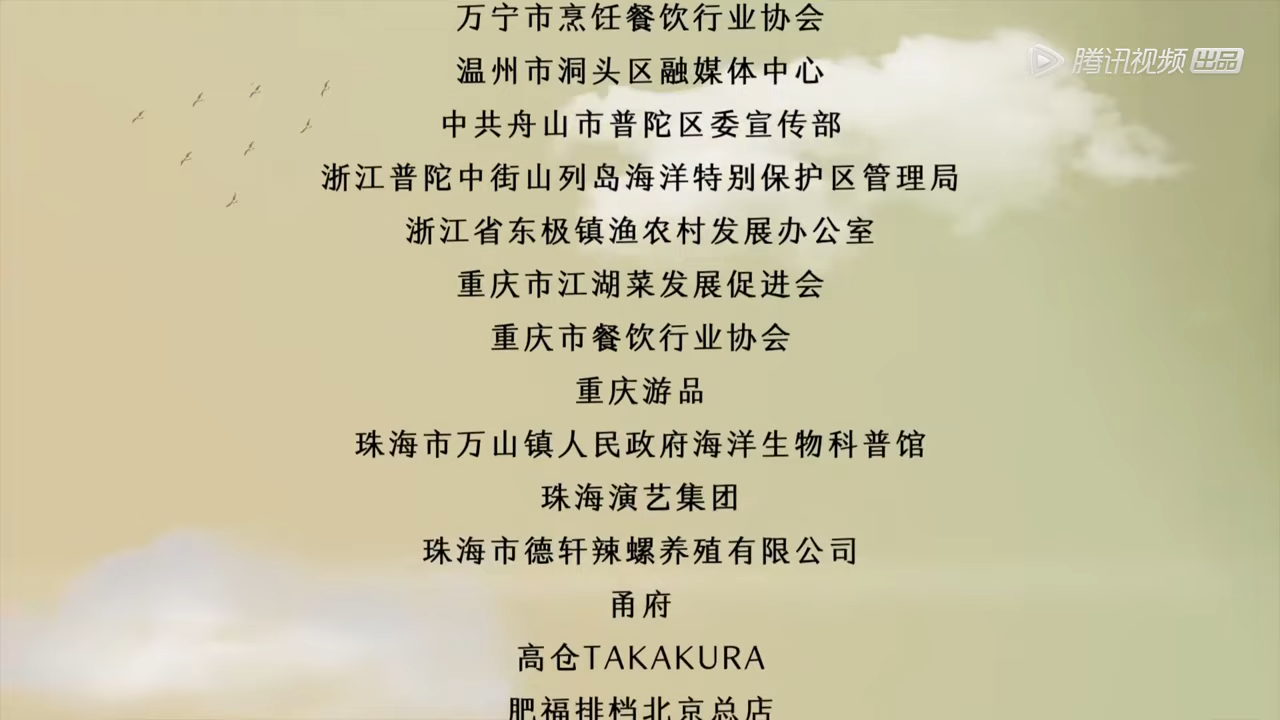 万宁市烹饪餐饮行业协会
腾讯视频 出品
温州市洞头区融媒体中心
中共舟山市普陀区委宣传部
浙江普陀中街山列岛海洋特别保护区管理局
浙江省东极镇渔农村发展办公室
重庆市江湖菜发展促进会
重庆市餐饮行业协会
重庆游品
珠海市万山镇人民政府海洋生物科普馆
珠海演艺集团
珠海市德轩辣螺养殖有限公司
甬府
高仓TAKAKURA
肥福排档北京总店